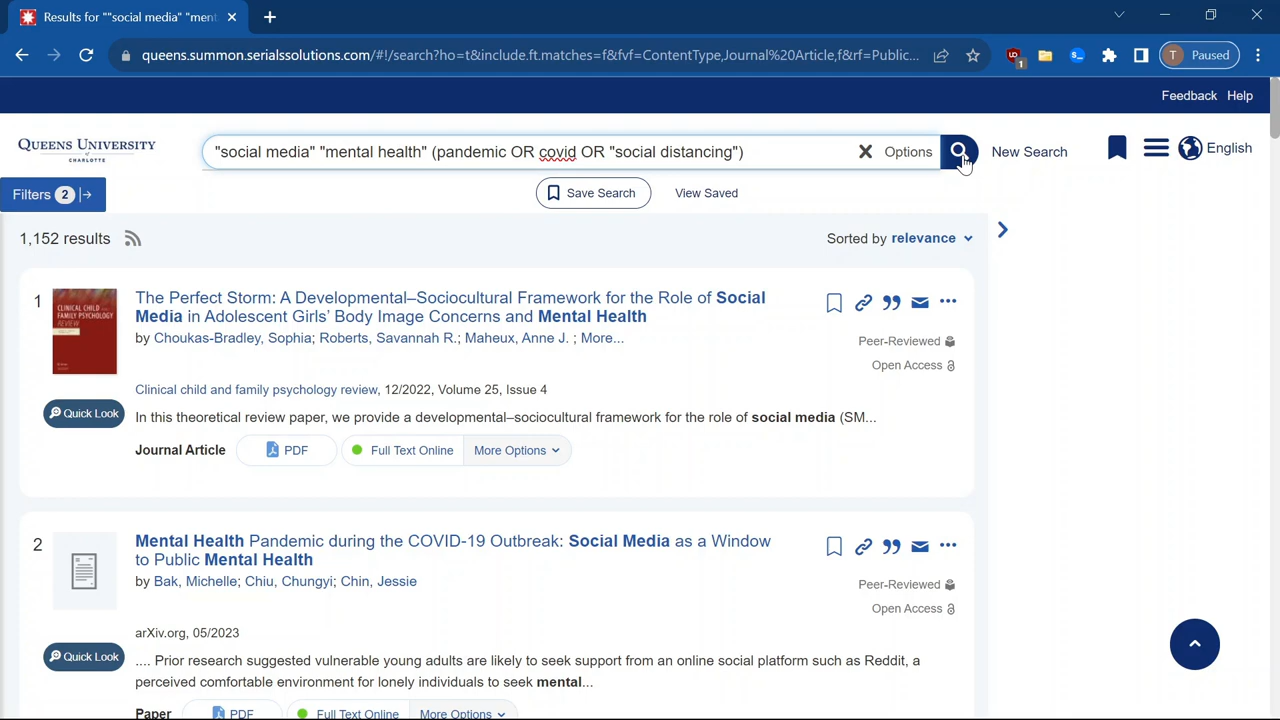 Results for ""social media" "ment
queens.summon.serialssolutions.com/#!/search?ho=t&include.ft.matches=f&fvf=ContentType,Journal%20Article,f&rf=Public...
1
T Paused
Feedback Help
QUEENS UNIVERSITY
of
CHARLOTTE
"social media" "mental health" (pandemic OR covid OR "social distancing")
Options
New Search
English
Filters 2
Save Search
View Saved
1,152 results
Sorted by relevance
1
CLINICAL CHILD
and
FAMILY PSYCHOLOGY
REVIEW
The Perfect Storm: A Developmental–Sociocultural Framework for the Role of Social
Media in Adolescent Girls' Body Image Concerns and Mental Health
by Choukas-Bradley, Sophia; Roberts, Savannah R.; Maheux, Anne J. ; More...
Peer-Reviewed
Open Access
Clinical child and family psychology review, 12/2022, Volume 25, Issue 4
Quick Look
In this theoretical review paper, we provide a developmental–sociocultural framework for the role of social media (SM...
Journal Article
PDF
Full Text Online
More Options
2
Mental Health Pandemic during the COVID-19 Outbreak: Social Media as a Window
to Public Mental Health
by Bak, Michelle; Chiu, Chungyi; Chin, Jessie
Peer-Reviewed
Open Access
arXiv.org, 05/2023
Quick Look
.... Prior research suggested vulnerable young adults are likely to seek support from an online social platform such as Reddit, a
perceived comfortable environment for lonely individuals to seek mental...
Paper
PDF
Full Text Online
More Options